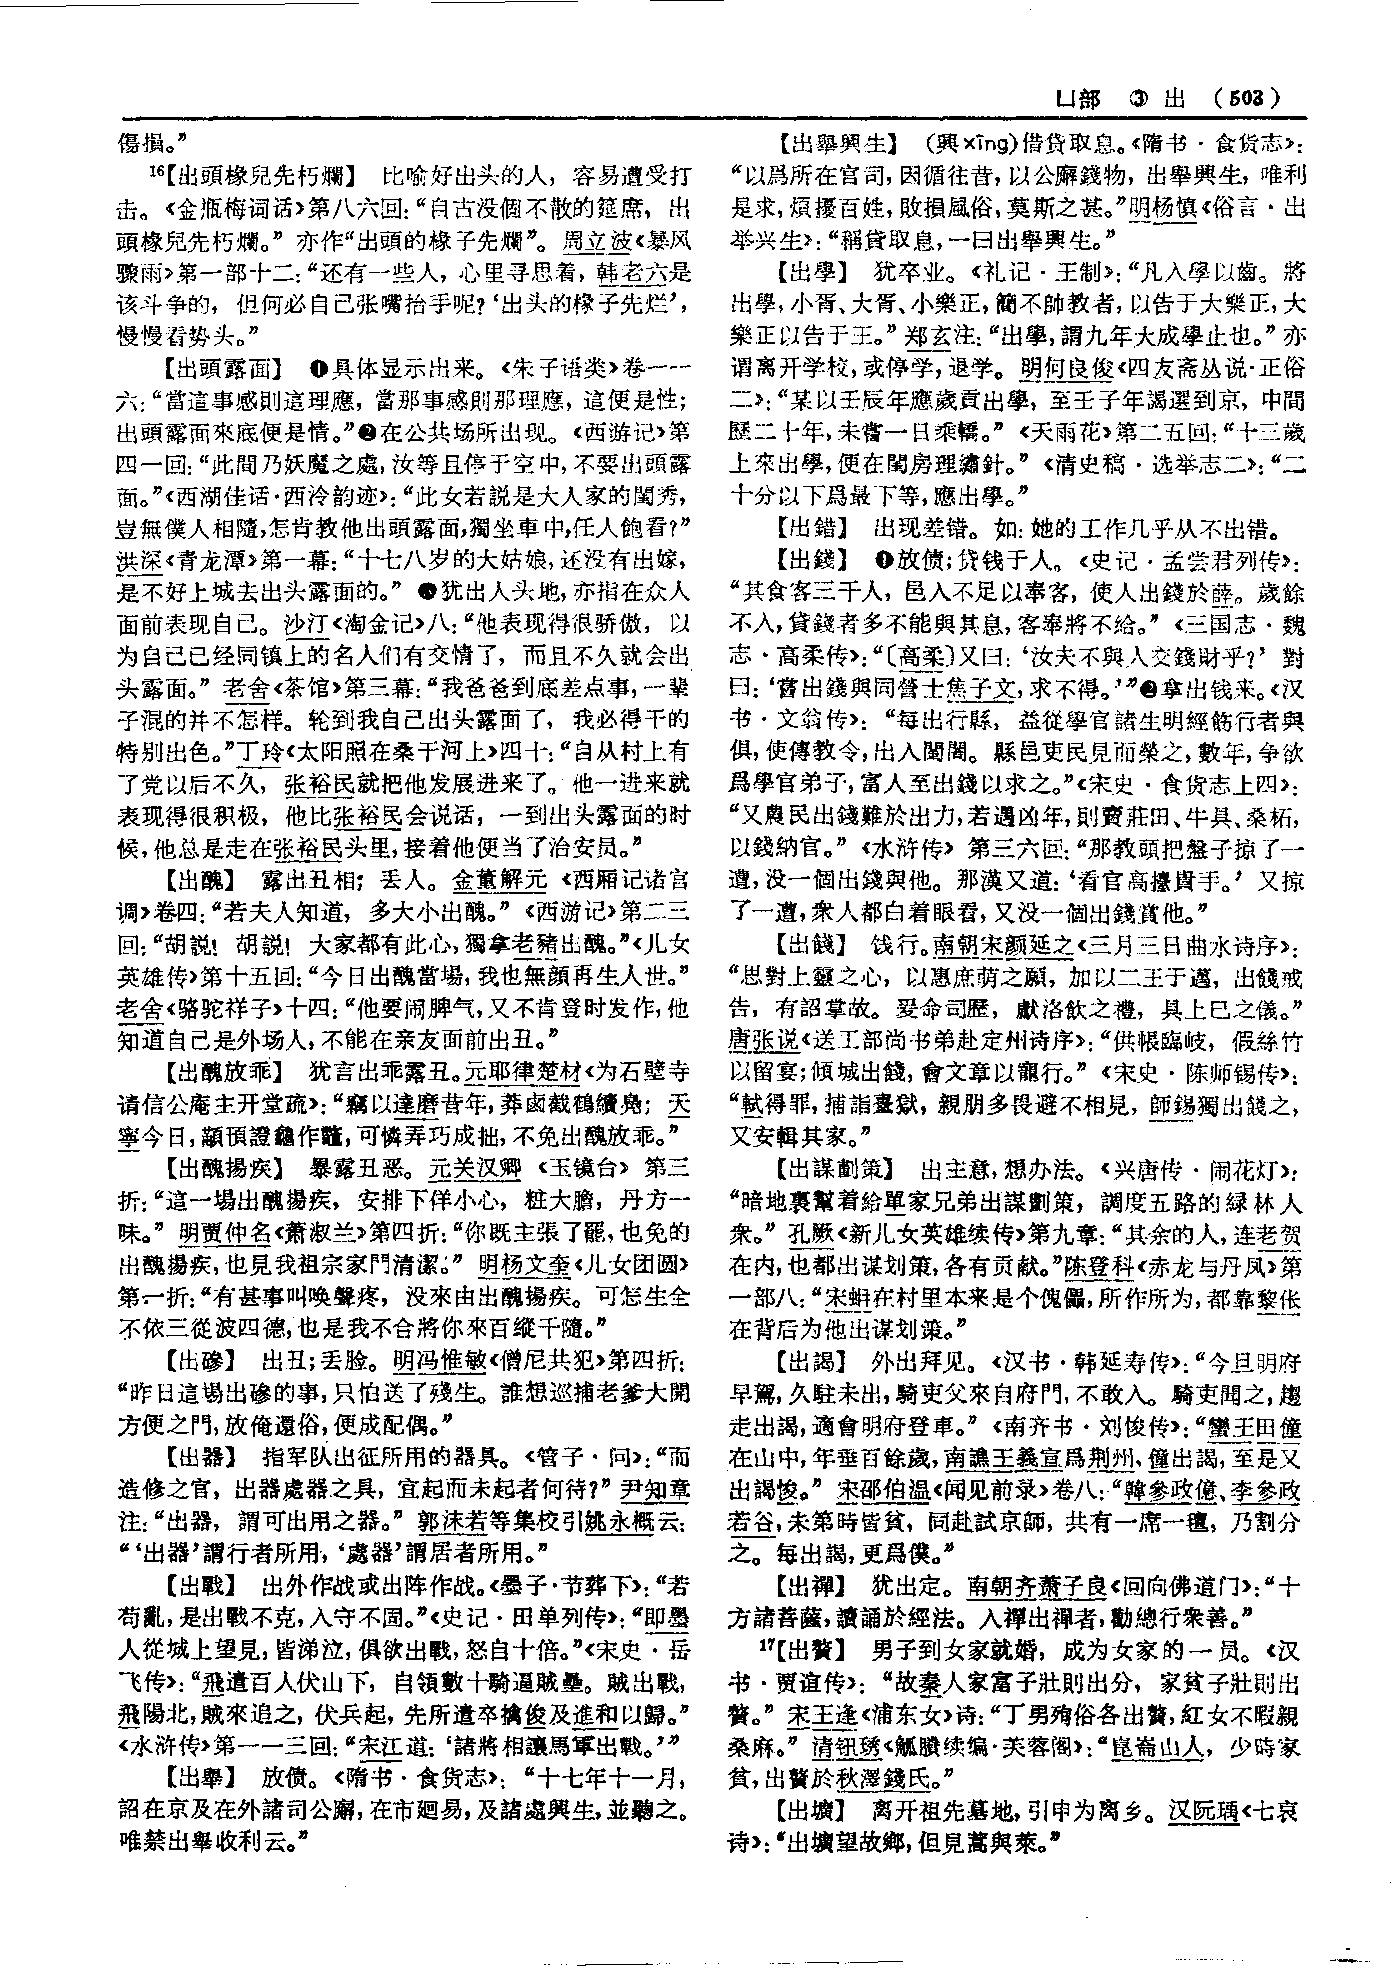 凵部　③　出　（503）
傷損。”
16【出頭椽兒先朽爛】　比喻好出头的人，容易遭受打
击。《金瓶梅词话》第八六回：“自古没個不散的筵席，出
頭椽兒先朽爛。”亦作“出頭的椽子先爛”。周立波《暴风
骤雨》第一部十二：“还有一些人，心里寻思着，韩老六是
该斗争的，但何必自己张嘴抬手呢？‘出头的椽子先烂’，
慢慢看势头。”
【出頭露面】　❶具体显示出来。《朱子语类》卷一一
六：“當這事感則這理應，當那事感則那理應，這便是性；
出頭露面來底便是情。”❷在公共场所出现。《西游记》第
四一回：“此間乃妖魔之處，汝等且停于空中，不要出頭露
面。”《西湖佳话·西泠韵迹》：“此女若説是大人家的閨秀，
豈無僕人相隨，怎肯教他出頭露面，獨坐車中，任人飽看？”
洪深《青龙潭》第一幕：“十七八岁的大姑娘，还没有出嫁，
是不好上城去出头露面的。”❸犹出人头地，亦指在众人
面前表现自己。沙汀《淘金记》八：“他表现得很骄傲，以
为自己已经同镇上的名人们有交情了，而且不久就会出
头露面。”老舍《茶馆》第三幕：“我爸爸到底差点事，一辈
子混的并不怎样。轮到我自己出头露面了，我必得干的
特别出色。”丁玲《太阳照在桑干河上》四十：“自从村上有
了党以后不久，张裕民就把他发展进来了。他一进来就
表现得很积极，他比张裕民会说话，一到出头露面的时
候，他总是走在张裕民头里，接着他便当了治安员。”
【出醜】　露出丑相；丢人。金董解元《西厢记诸宫
调》卷四：“若夫人知道，多大小出醜。”《西游记》第二三
回：“胡説！胡説！大家都有此心，獨拿老豬出醜。”《儿女
英雄传》第十五回：“今日出醜當場，我也無顔再生人世。”
老舍《骆驼祥子》十四：“他要闹脾气，又不肯登时发作，他
知道自己是外场人，不能在亲友面前出丑。”
【出醜放乖】　犹言出乖露丑。元耶律楚材《为石壁寺
请信公庵主开堂疏》：“竊以達磨昔年，莽鹵截鶴續鳧；天
寧今日，顢頇證龜作鼈，可憐弄巧成拙，不免出醜放乖。”
【出醜揚疾】　暴露丑恶。元关汉卿《玉镜台》第三
折：“這一場出醜揚疾，安排下佯小心，粧大膽，丹方一
味。”明贾仲名《萧淑兰》第四折：“你既主張了罷，也免的
出醜揚疾，也見我祖宗家門清潔。”明杨文奎《儿女团圆》
第一折：“有甚事叫唤聲疼，没來由出醜揚疾。可怎生全
不依三從波四德，也是我不合將你來百縱千隨。”
【出磣】　出丑；丢脸。明冯惟敏《僧尼共犯》第四折：
“昨日這場出磣的事，只怕送了殘生。誰想巡捕老爹大開
方便之門，放俺還俗，便成配偶。”
【出器】　指军队出征所用的器具。《管子·问》：“而
造修之官，出器處器之具，宜起而未起者何待？”尹知章
注：“出器，謂可出用之器。”郭沫若等集校引姚永概云：
“‘出器’謂行者所用，‘處器’謂居者所用。”
【出戰】　出外作战或出阵作战。《墨子·节葬下》：“若
苟亂，是出戰不克，入守不固。”《史记·田单列传》：“即墨
人從城上望見，皆涕泣，俱欲出戰，怒自十倍。”《宋史·岳
飞传》：“飛遣百人伏山下，自領數十騎逼賊壘。賊出戰，
飛陽北，賊來追之，伏兵起，先所遣卒擒俊及進和以歸。”
《水浒传》第一一三回：“宋江道：‘諸將相讓馬軍出戰。’”
【出舉】　放债。《隋书·食货志》：“十七年十一月，
詔在京及在外諸司公廨，在市迴易，及諸處興生，並聽之。
唯禁出舉收利云。”
【出舉興生】　（興xīng）借贷取息。《隋书·食货志》：
“以爲所在官司，因循往昔，以公廨錢物，出舉興生，唯利
是求，煩擾百姓，敗損風俗，莫斯之甚。”明杨慎《俗言·出
举兴生》：“稱貸取息，一曰出舉興生。”
【出學】　犹卒业。《礼记·王制》：“凡入學以齒。將
出學，小胥、大胥、小樂正，簡不帥教者，以告于大樂正，大
樂正以告于王。”郑玄注：“出學，謂九年大成學止也。”亦
谓离开学校，或停学，退学。明何良俊《四友斋丛说·正俗
二》：“某以壬辰年應歲貢出學，至壬子年謁選到京，中間
歷二十年，未嘗一日乘轎。”《天雨花》第二五回：“十三歲
上來出學，便在閨房理繡針。”《清史稿·选举志二》：“二
十分以下爲最下等，應出學。”
【出錯】　出现差错。如：她的工作几乎从不出错。
【出錢】　❶放债；贷钱于人。《史记·孟尝君列传》：
“其食客三千人，邑入不足以奉客，使人出錢於薛。歲餘
不入，貸錢者多不能與其息，客奉將不給。”《三国志·魏
志·高柔传》：“〔高柔〕又曰：‘汝夫不與人交錢財乎？’對
曰：‘嘗出錢與同營士焦子文，求不得。’”❷拿出钱来。《汉
书·文翁传》：“每出行縣，益從學官諸生明經飭行者與
俱，使傳教令，出入閨閤。縣邑吏民見而榮之，數年，争欲
爲學官弟子，富人至出錢以求之。”《宋史·食货志上四》：
“又農民出錢難於出力，若遇凶年，則賣莊田、牛具、桑柘，
以錢納官。”《水浒传》第三六回：“那教頭把盤子掠了一
遭，没一個出錢與他。那漢又道：‘看官高擡貴手。’又掠
了一遭，衆人都白着眼看，又没一個出錢賞他。”
【出餞】　饯行。南朝宋颜延之《三月三日曲水诗序》：
“思對上靈之心，以惠庶萌之願，加以二王于邁，出餞戒
告，有詔掌故。爰命司歷，獻洛飲之禮，具上巳之儀。”
唐张说《送工部尚书弟赴定州诗序》：“供帳臨岐，假絲竹
以留宴；傾城出餞，會文章以寵行。”《宋史·陈师锡传》：
“軾得罪，捕詣臺獄，親朋多畏避不相見，師錫獨出餞之，
又安輯其家。”
【出謀劃策】　出主意，想办法。《兴唐传·闹花灯》：
“暗地裏幫着給單家兄弟出謀劃策，調度五路的緑林人
衆。”孔厥《新儿女英雄续传》第九章：“其余的人，连老贺
在内，也都出谋划策，各有贡献。”陈登科《赤龙与丹凤》第
一部八：“宋蚶在村里本来是个傀儡，所作所为，都靠黎伥
在背后为他出谋划策。”
【出謁】　外出拜见。《汉书·韩延寿传》：“今旦明府
早駕，久駐未出，騎吏父來自府門，不敢入。騎吏聞之，趨
走出謁，適會明府登車。”《南齐书·刘悛传》：“蠻王田僮
在山中，年垂百餘歲，南譙王義宣爲荆州，僮出謁，至是又
出謁悛。”宋邵伯温《闻见前录》卷八：“韓參政億、李參政
若谷，未第時皆貧，同赴試京師，共有一席一氊，乃割分
之。每出謁，更爲僕。”
【出禪】　犹出定。南朝齐萧子良《回向佛道门》：“十
方諸菩薩，讀誦於經法。入禪出禪者，勸總行衆善。”
17【出贅】　男子到女家就婚，成为女家的一员。《汉
书·贾谊传》：“故秦人家富子壯則出分，家貧子壯則出
贅。”宋王逢《浦东女》诗：“丁男殉俗各出贅，紅女不暇親
桑麻。”清钮琇《觚賸续编·芙蓉阁》：“崑崙山人，少時家
貧，出贅於秋澤錢氏。”
【出壙】　离开祖先墓地，引申为离乡。汉阮瑀《七哀
诗》：“出壙望故鄉，但見蒿與萊。”